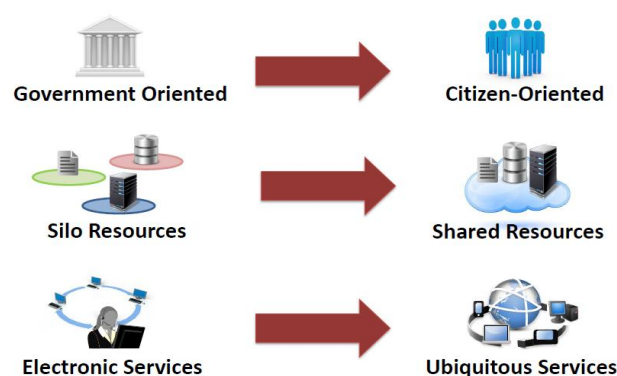 Government Oriented
Citizen-Oriented
Silo Resources
Shared Resources
Electronic Services
Ubiquitous Services